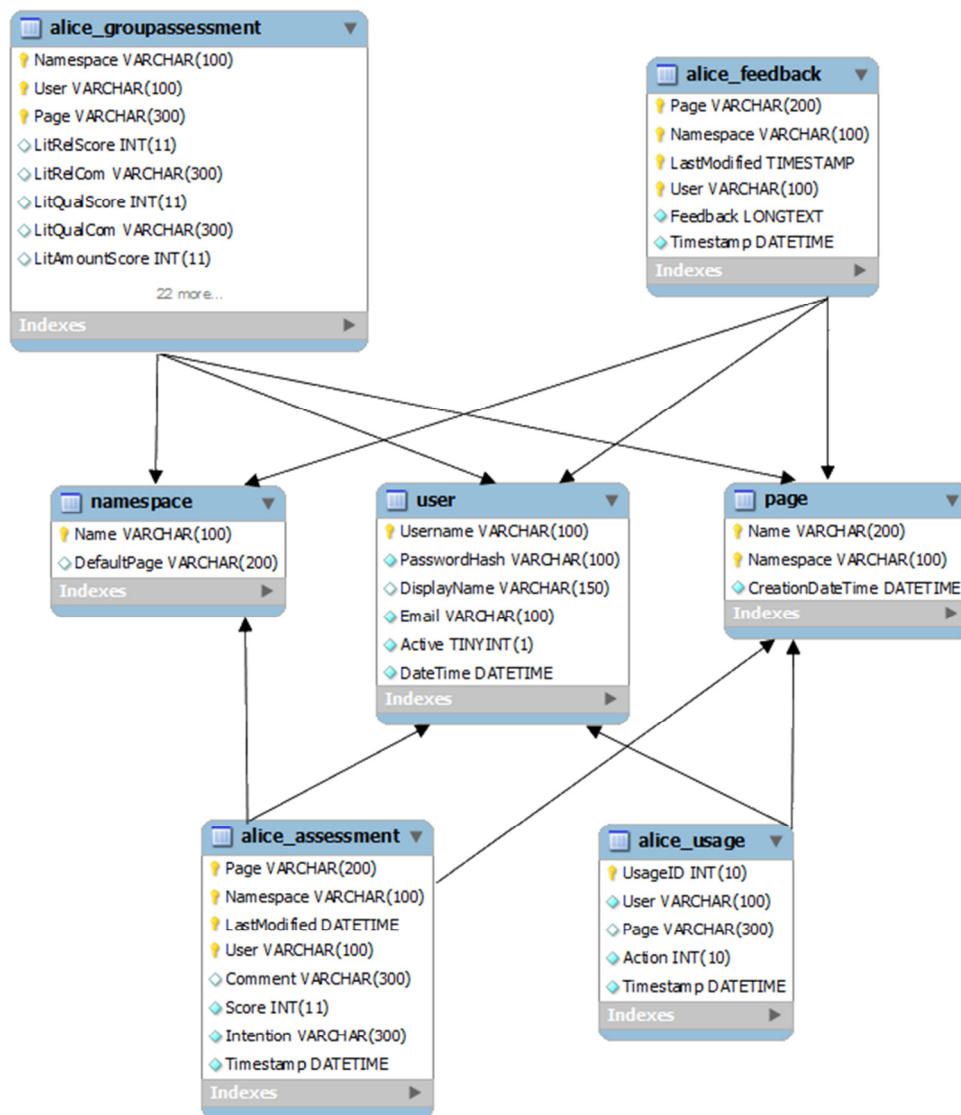 alice_groupassessment
Namespace VARCHAR(100)
User VARCHAR(100)
Page VARCHAR(300)
LitRelScore INT(11)
LitRelCom VARCHAR(300)
LitQualScore INT(11)
LitQualCom VARCHAR(300)
LitAmountScore INT(11)
22 more...
Indexes
alice_feedback
Page VARCHAR(200)
Namespace VARCHAR(100)
LastModified TIMESTAMP
User VARCHAR(100)
Feedback LONGTEXT
Timestamp DATETIME
Indexes
namespace
Name VARCHAR(100)
DefaultPage VARCHAR(200)
Indexes
user
Username VARCHAR(100)
PasswordHash VARCHAR(100)
DisplayName VARCHAR(150)
Email VARCHAR(100)
Active TINYINT(1)
DateTime DATETIME
Indexes
page
Name VARCHAR(200)
Namespace VARCHAR(100)
CreationDateTime DATETIME
Indexes
alice_assessment
Page VARCHAR(200)
Namespace VARCHAR(100)
LastModified DATETIME
User VARCHAR(100)
Comment VARCHAR(300)
Score INT(11)
Intention VARCHAR(300)
Timestamp DATETIME
Indexes
alice_usage
UsageID INT(10)
User VARCHAR(100)
Page VARCHAR(300)
Action INT(10)
Timestamp DATETIME
Indexes